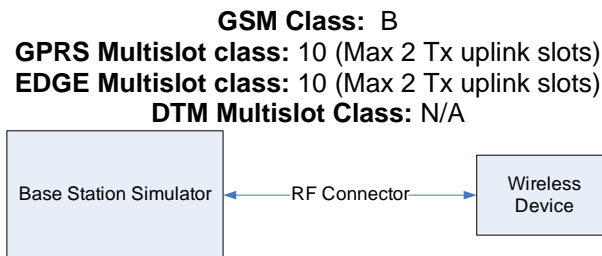 GSM Class: B
GPRS Multislot class: 10 (Max 2 Tx uplink slots)
EDGE Multislot class: 10 (Max 2 Tx uplink slots)
DTM Multislot Class: N/A
Base Station Simulator
RF Connector
Wireless
Device